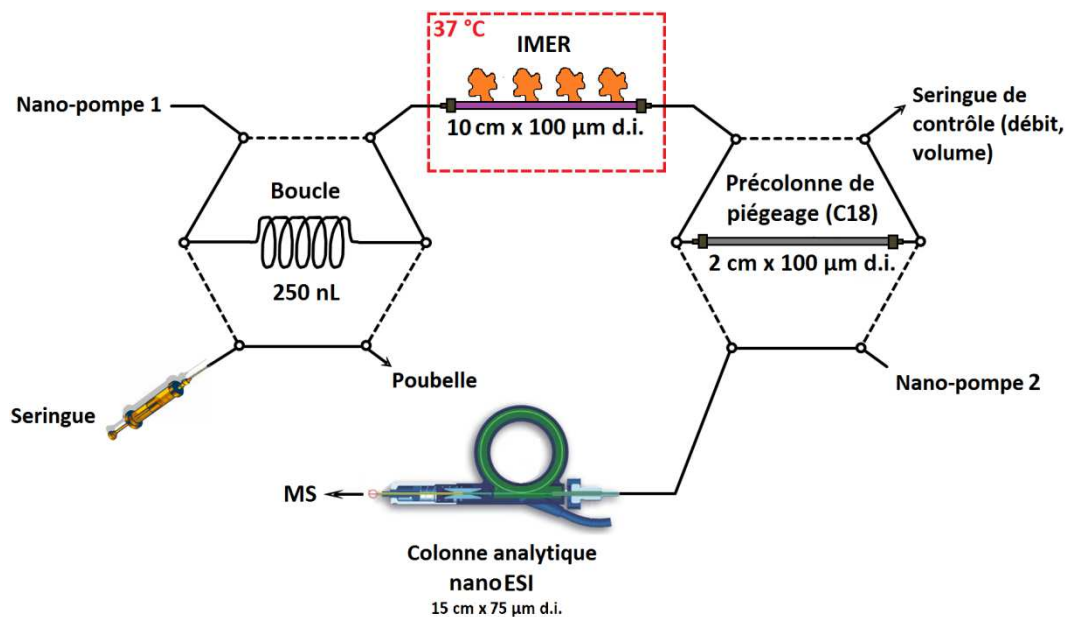 37 °C
IMER
10 cm x 100 µm d.i.
Nano-pompe 1
Seringue de
contrôle (débit,
volume)
Boucle
250 nL
Précolonne de
piégeage (C18)
2 cm x 100 µm d.i.
Poubelle
Nano-pompe 2
Seringue
MS
Colonne analytique
nanoESI
15 cm x 75 µm d.i.